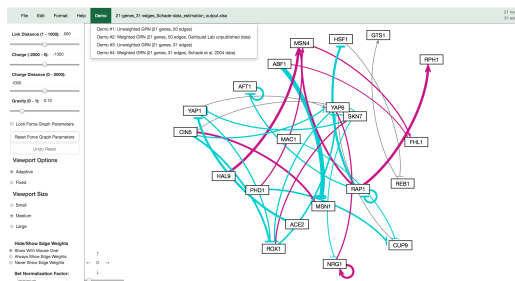 File Edit Format Help Demo 21-genes_31-edges_Schade-data_estimation_output.xlsx
Demo #1: Unweighted GRN (21 genes, 50 edges)
Demo #2: Weighted GRN (21 genes, 50 edges, Dahlquist Lab unpublished data)
Demo #3: Unweighted GRN (21 genes, 31 edges)
Demo #4: Weighted GRN (21 genes, 31 edges, Schade et al. 2004 data)
Link Distance (1 - 1000): 600
Charge (-2000 - 0): -1000
Charge Distance (0 - 2000):
1000
Gravity (0 - 1): 0.10
Lock Force Graph Parameters
Reset Force Graph Parameters
Undo Reset
Viewport Options
Adaptive
Fixed
Viewport Size
Small
Medium
Large
Hide/Show Edge Weights
Show With Mouse Over
Always Show Edge Weights
Never Show Edge Weights
Set Normalization Factor:
HSF1
GTS1
MSN4
RPH1
ABF1
AFT1
YAP1
YAP6
SKN7
CIN5
MAC1
FHL1
HAL9
PHD1
RAP1
REB1
MSN1
ACE2
ROX1
CUP9
NRG1